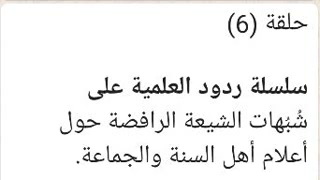 حلقة (6)
سلسلة ردود العلمية على
شُبُهات الشيعة الرافضة حول
أعلام أهل السنة والجماعة.